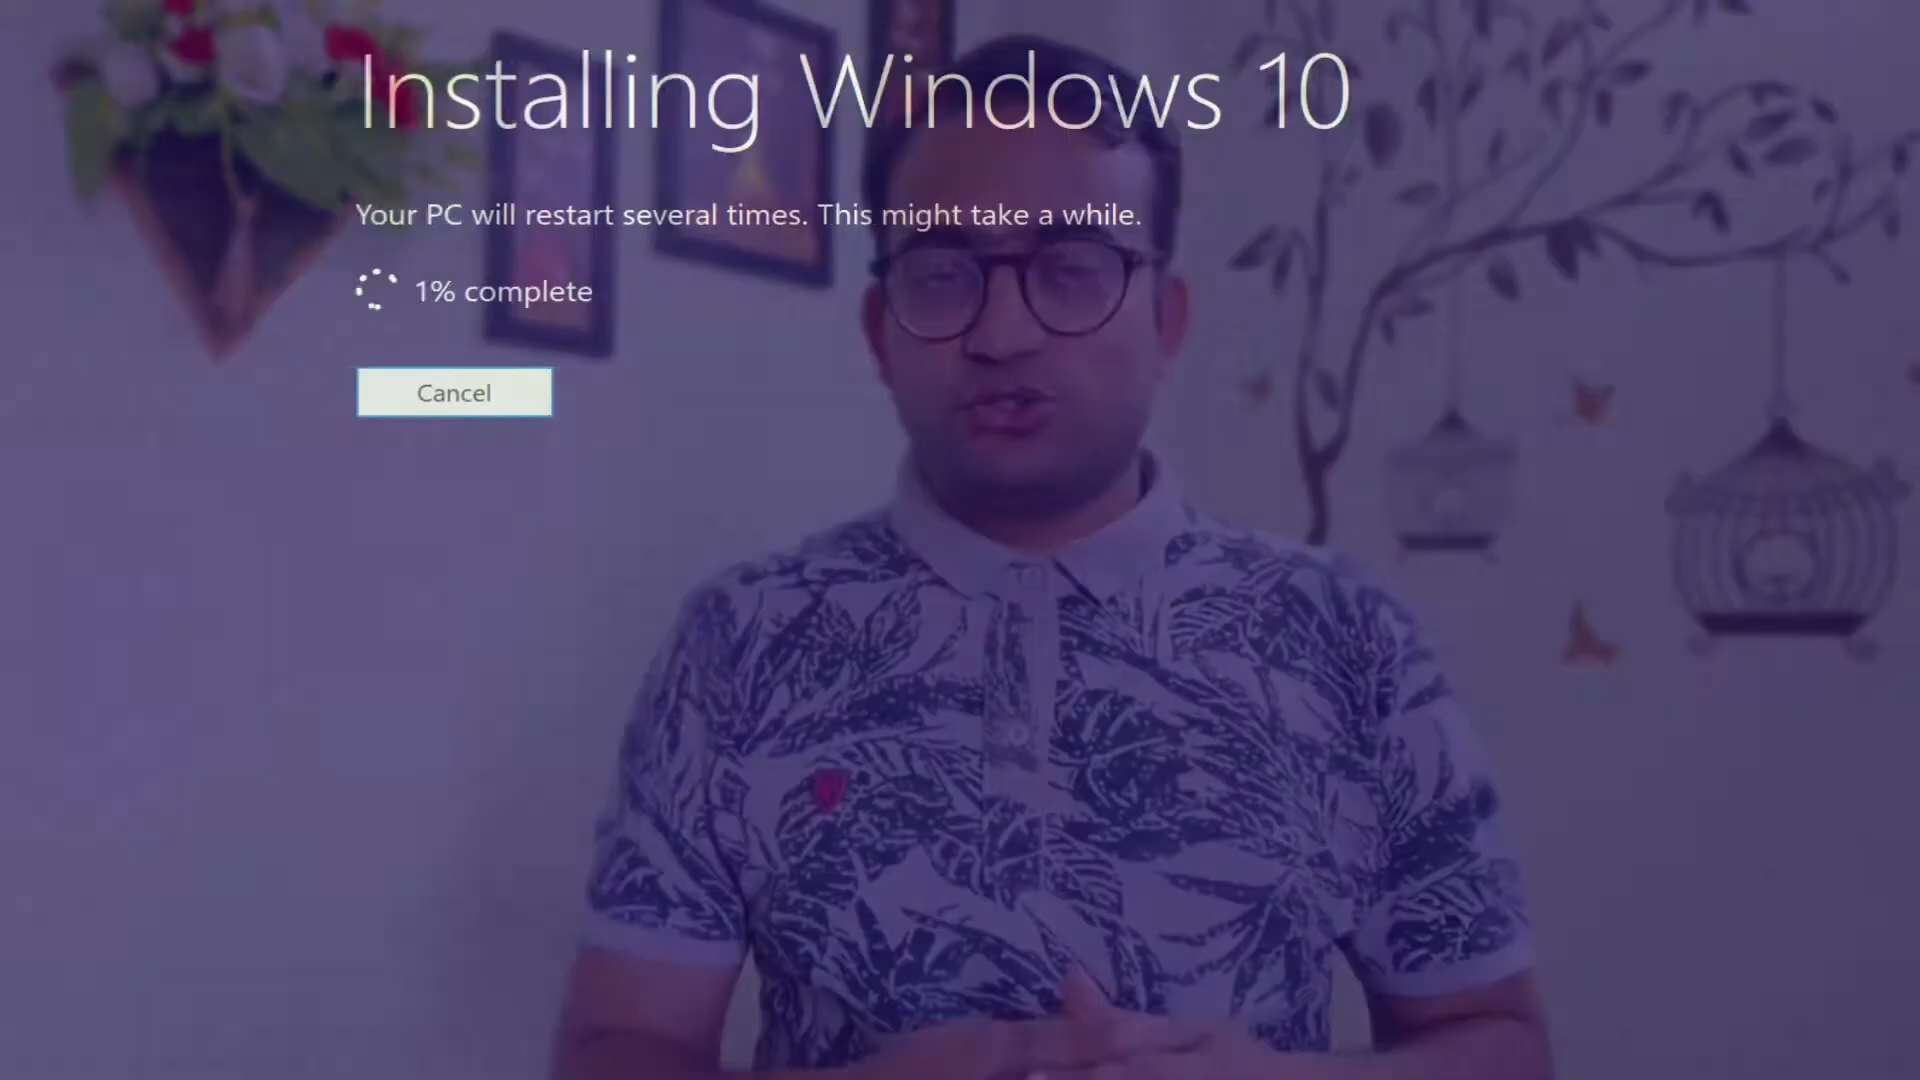 Installing Windows 10
Your PC will restart several times. This might take a while.
1% complete
Cancel